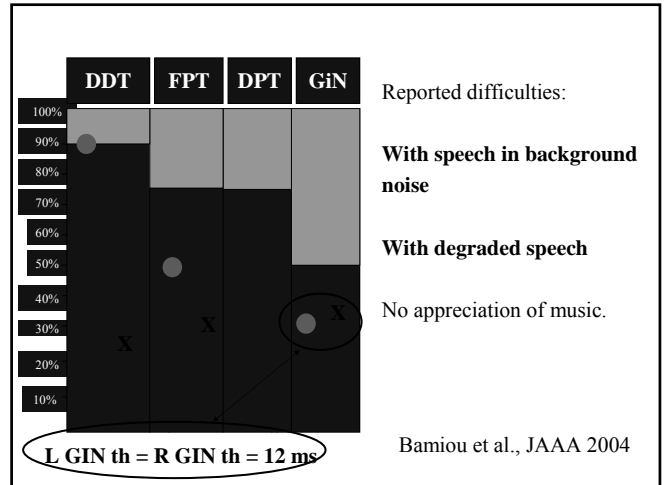 DDT FPT DPT GiN
100%
90%
80%
70%
60%
50%
40%
30%
20%
10%
X
X
X
L GIN th = R GIN th = 12 ms
Reported difficulties:
With speech in background
noise
With degraded speech
No appreciation of music.
Bamiou et al., JAAA 2004